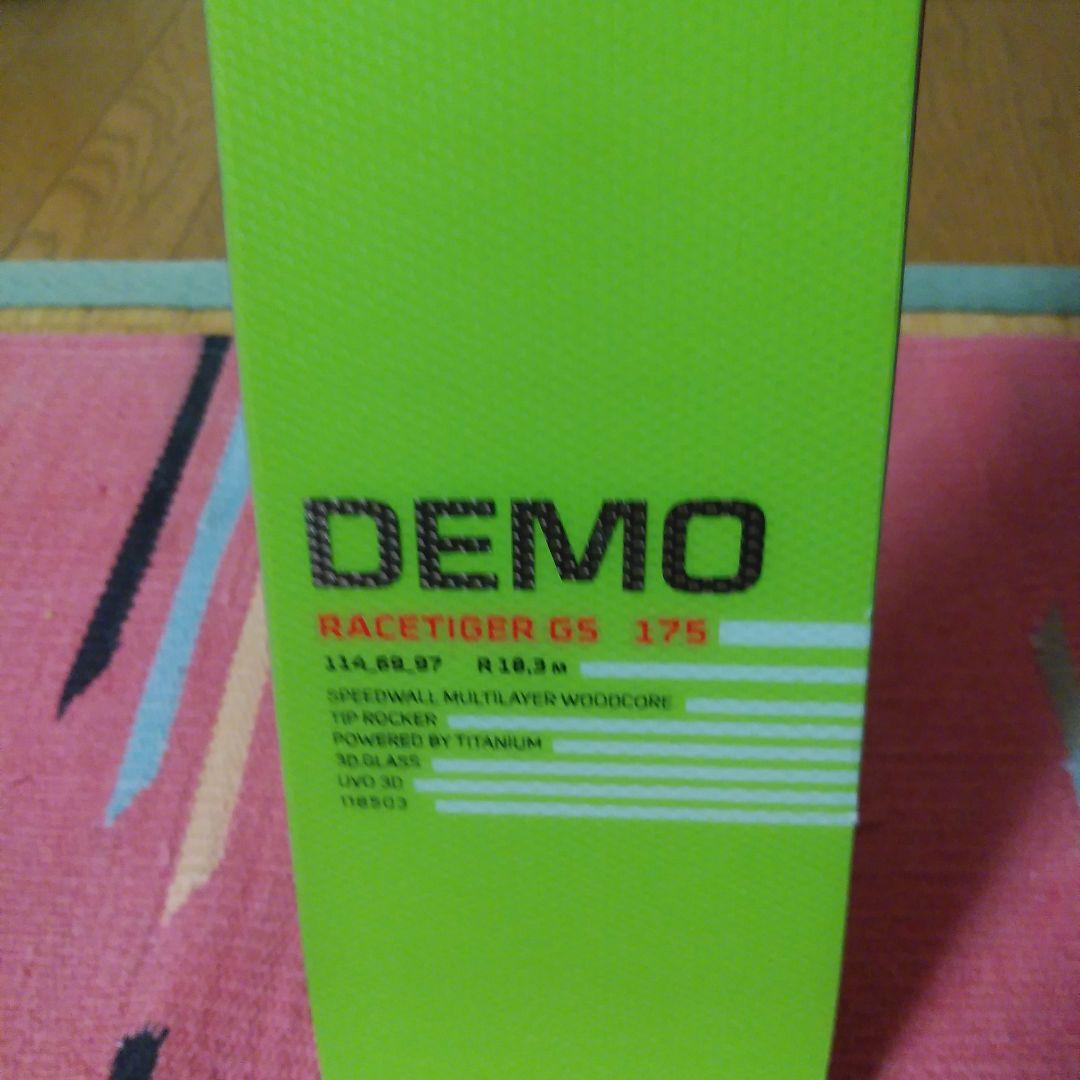 DEMO
RACETIGER GS 175
114_69_97 R 18,3 M
SPEEDWALL MULTILAYER WOODCORE
TIP ROCKER
POWERED BY TITANIUM
3D.GLASS
UVO 3D
118503